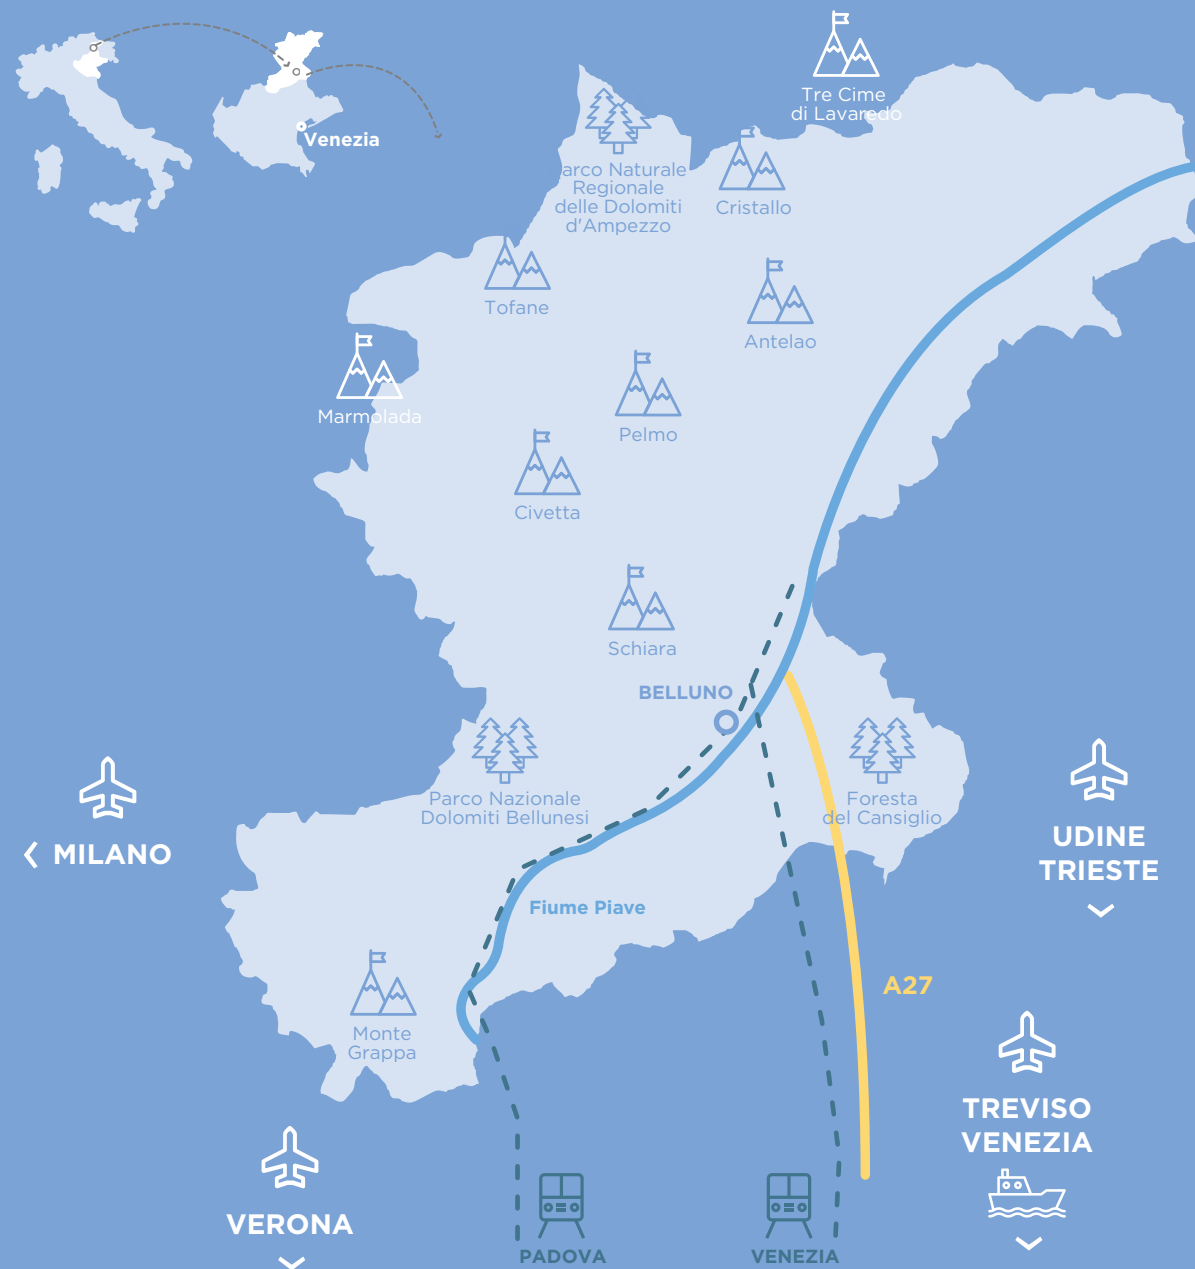 Tre Cime
di Lavaredo
Venezia
arco Naturale
Regionale
delle Dolomiti
d'Ampezzo
Cristallo
Tofane
Antelao
Marmolada
Pelmo
Civetta
Schiara
BELLUNO
Parco Nazionale
Dolomiti Bellunesi
Foresta
del Cansiglio
MILANO
UDINE
TRIESTE
Fiume Piave
A27
Monte
Grappa
TREVISO
VENEZIA
VERONA
PADOVA
VENEZIA